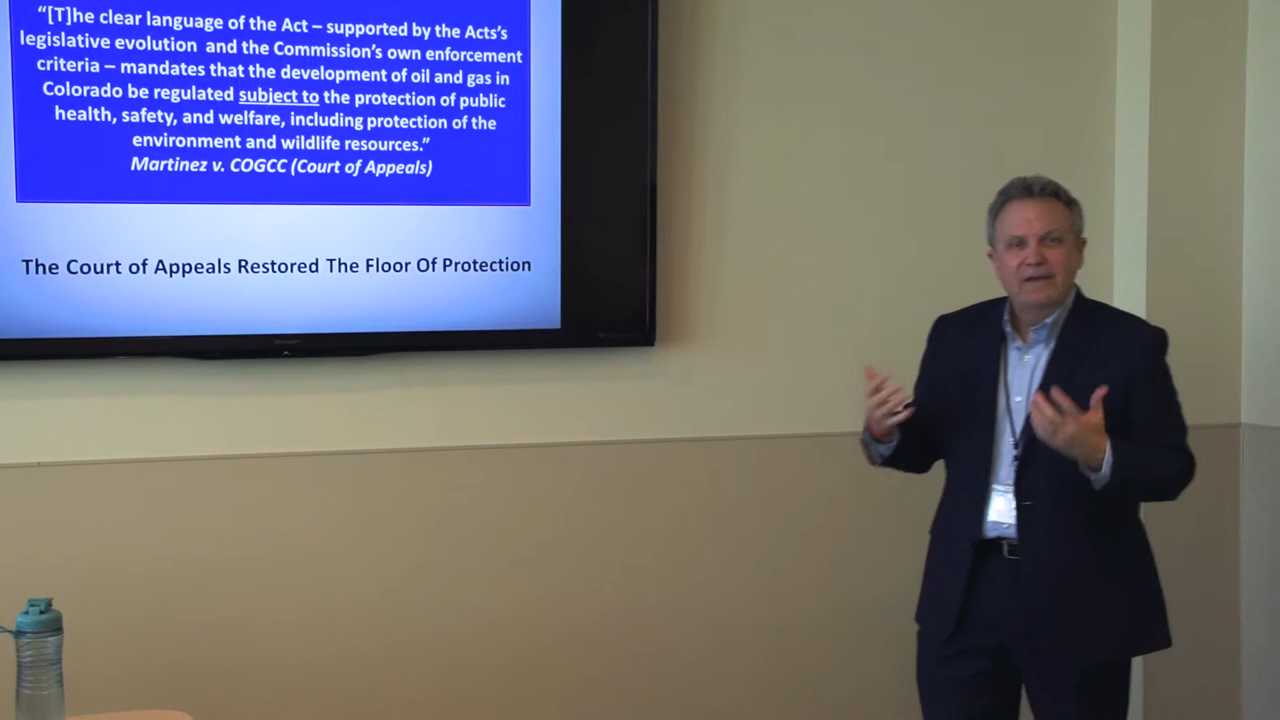 “[T]he clear language of the Act – supported by the Acts’s
legislative evolution and the Commission’s own enforcement
criteria – mandates that the development of oil and gas in
Colorado be regulated subject to the protection of public
health, safety, and welfare, including protection of the
environment and wildlife resources.”
Martinez v. COGCC (Court of Appeals)
The Court of Appeals Restored The Floor Of Protection